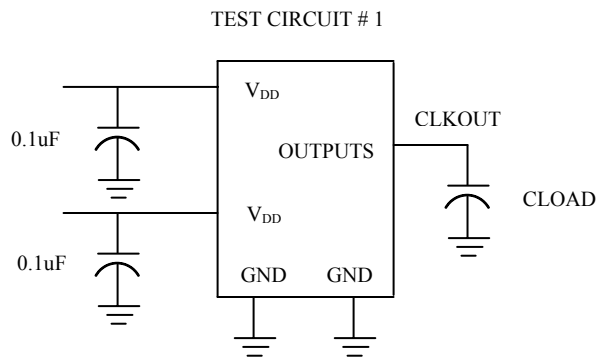 TEST CIRCUIT # 1
VDD
CLKOUT
0.1uF
OUTPUTS
CLOAD
VDD
0.1uF
GND GND